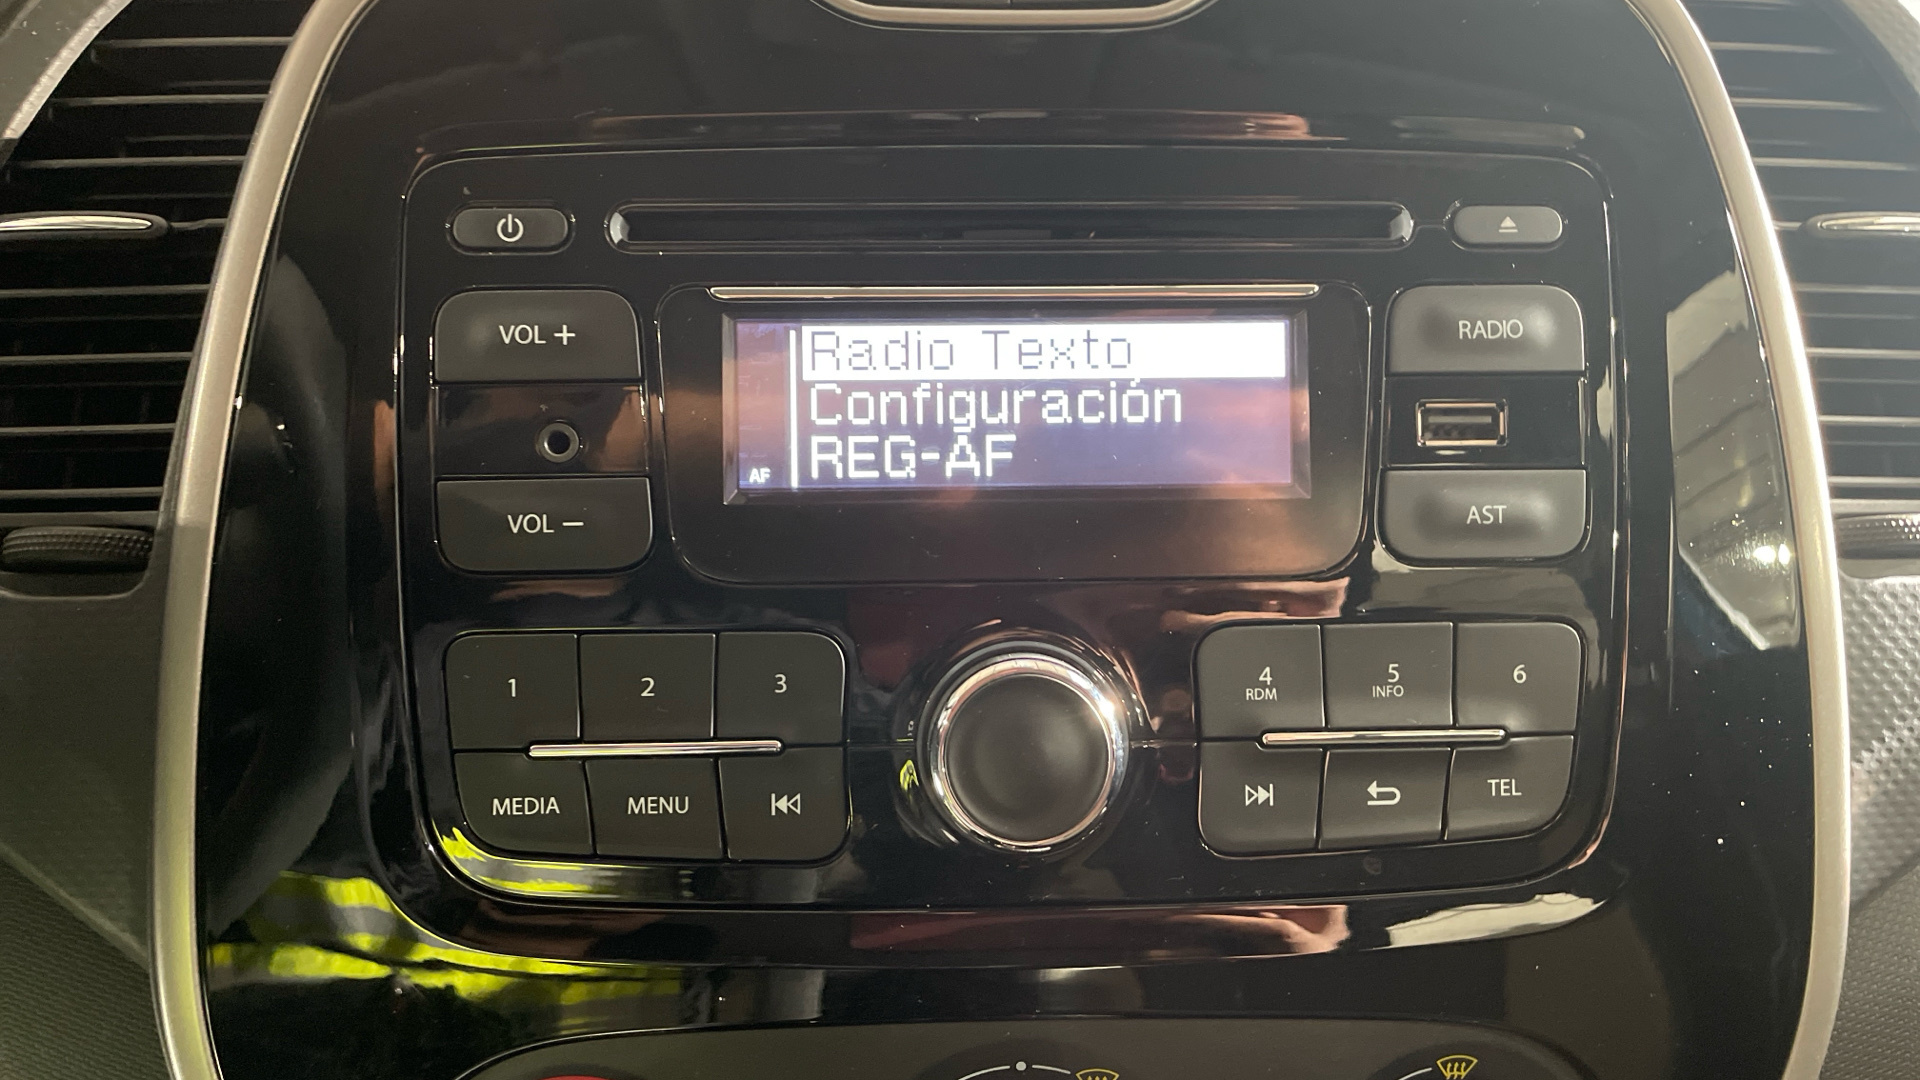 VOL +
RADIO
Radio Texto
Configuración
REG-AF
AF
VOL −
AST
1
2
3
4
RDM
5
INFO
6
MEDIA
MENU
TEL